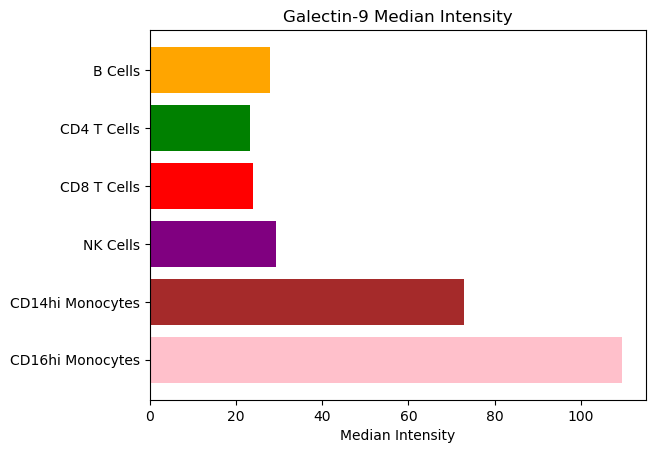 Galectin-9 Median Intensity
B Cells
CD4 T Cells
CD8 T Cells
NK Cells
CD14hi Monocytes
CD16hi Monocytes
0 20 40 60 80 100
Median Intensity